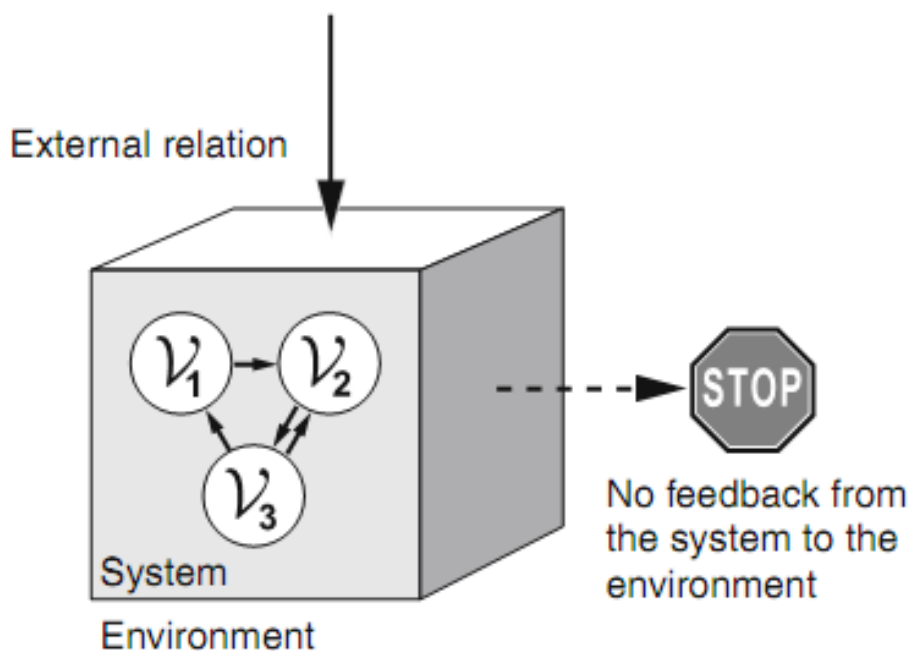 External relation
V1
V2
V3
STOP
No feedback from
the system to the
environment
System
Environment